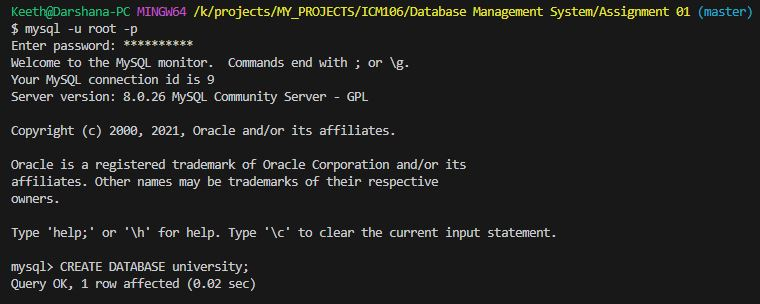 Keeth@Darshana-PC MINGW64 /k/projects/MY_PROJECTS/ICM106/Database Management System/Assignment 01 (master)
$ mysql -u root -p
Enter password: **********
Welcome to the MySQL monitor.  Commands end with ; or \g.
Your MySQL connection id is 9
Server version: 8.0.26 MySQL Community Server - GPL

Copyright (c) 2000, 2021, Oracle and/or its affiliates.

Oracle is a registered trademark of Oracle Corporation and/or its
affiliates. Other names may be trademarks of their respective
owners.

Type 'help;' or '\h' for help. Type '\c' to clear the current input statement.

mysql> CREATE DATABASE university;
Query OK, 1 row affected (0.02 sec)